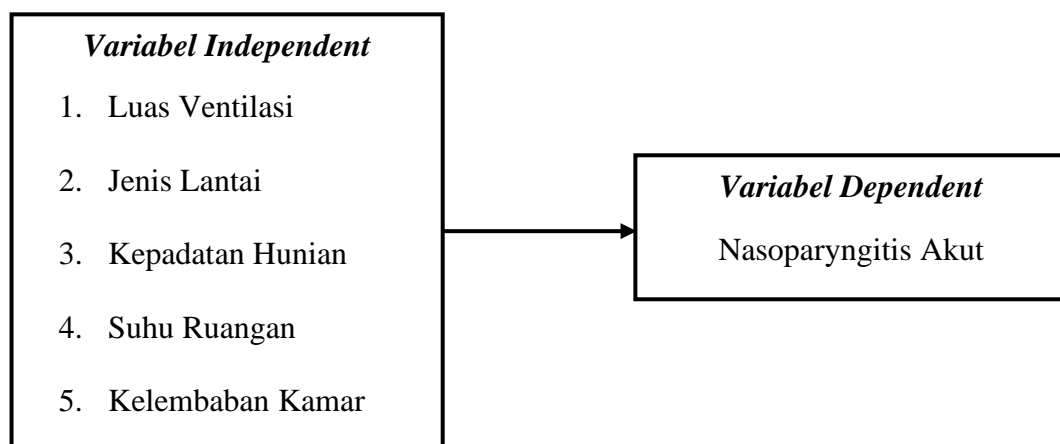 Variabel Independent
1. Luas Ventilasi
2. Jenis Lantai
3. Kepadatan Hunian
4. Suhu Ruangan
5. Kelembaban Kamar
Variabel Dependent
Nasoparyngitis Akut